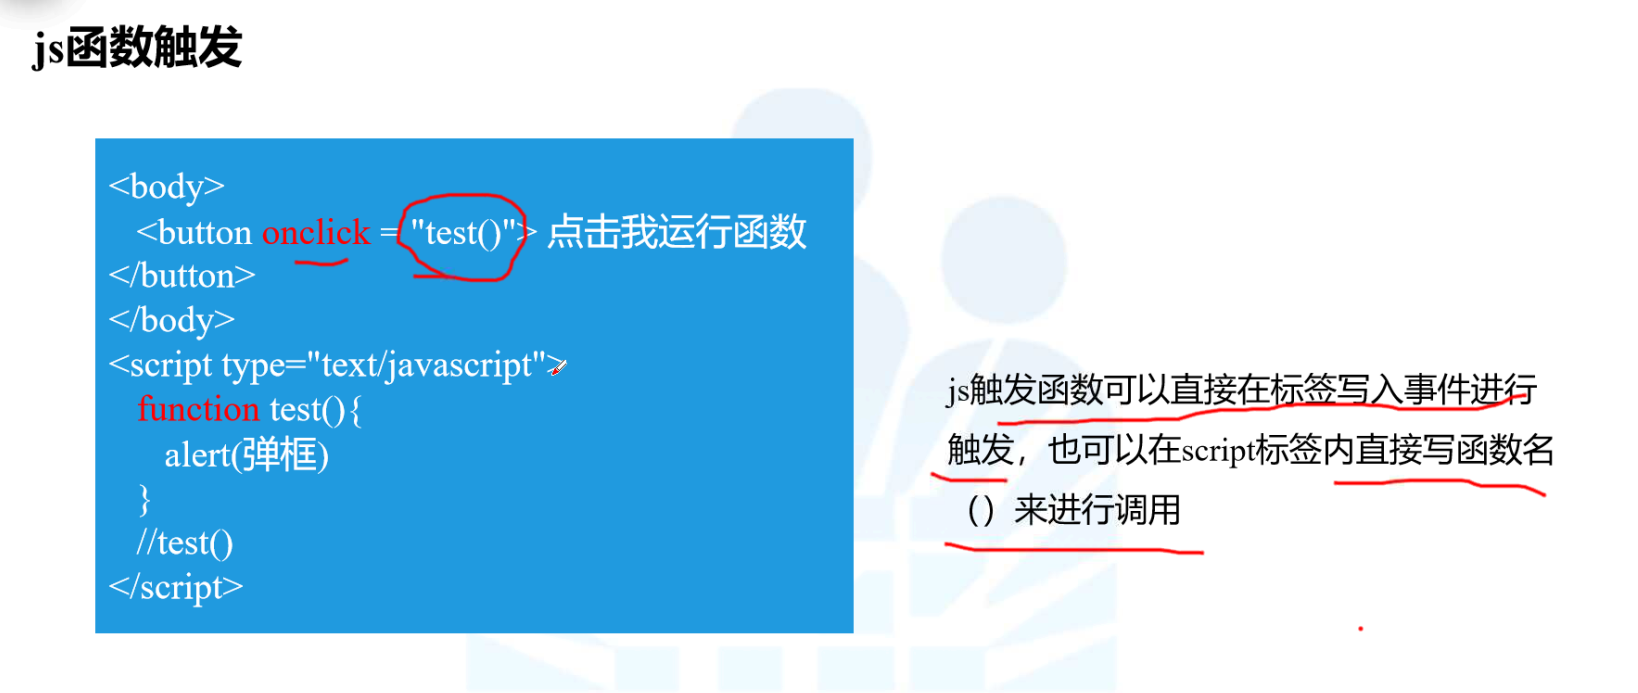 js函数触发
<body>
<button onclick = "test()"> 点击我运行函数
</button>
</body>
<script type="text/javascript">
function test(){
alert(弹框)
}
//test()
</script>
js触发函数可以直接在标签写入事件进行
触发，也可以在script标签内直接写函数名
（）来进行调用